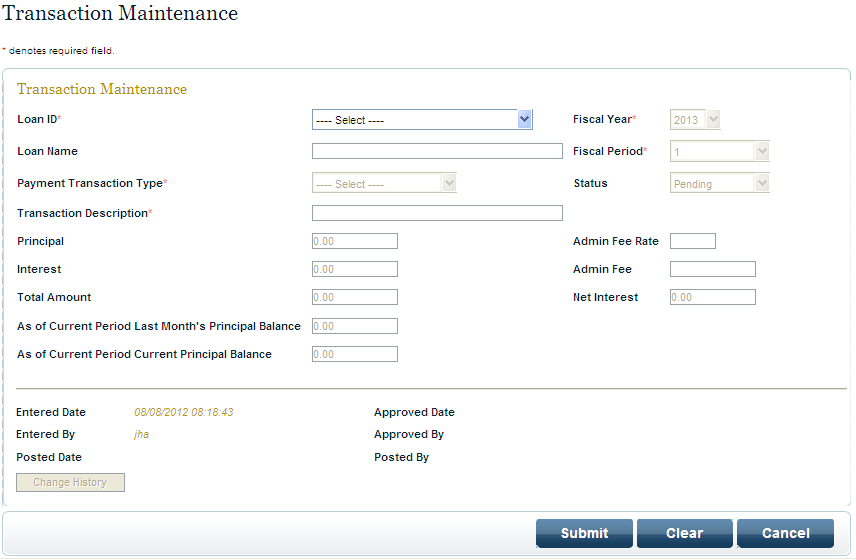 Transaction Maintenance
* denotes required field.
Transaction Maintenance
Loan ID* ---- Select ---- Fiscal Year* 2013
Loan Name Fiscal Period* 1
Payment Transaction Type* ---- Select ---- Status Pending
Transaction Description*
Principal 0.00 Admin Fee Rate
Interest 0.00 Admin Fee
Total Amount 0.00 Net Interest 0.00
As of Current Period Last Month's Principal Balance 0.00
As of Current Period Current Principal Balance 0.00
Entered Date 08/08/2012 08:18:43 Approved Date
Entered By jha Approved By
Posted Date Posted By
Change History
Submit Clear Cancel